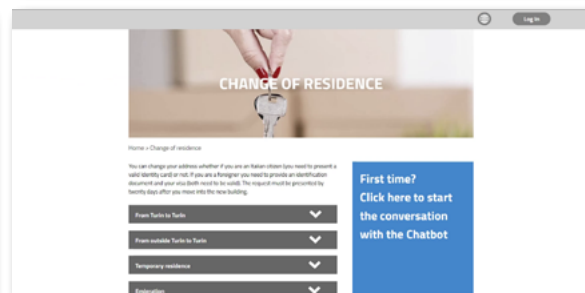 Log In
CHANGE OF RESIDENCE
Home > Change of residence
You can change your address whether if you are an Italian citizen (you need to present a
valid Identity card) or not. If you are a foreigner you need to provide an identification
document and your visa (both need to be valid). The request must be presented by
twenty days after you move into the new building.
From Turin to Turin
From outside Turin to Turin
Temporary residence
First time?
Click here to start
the conversation
with the Chatbot